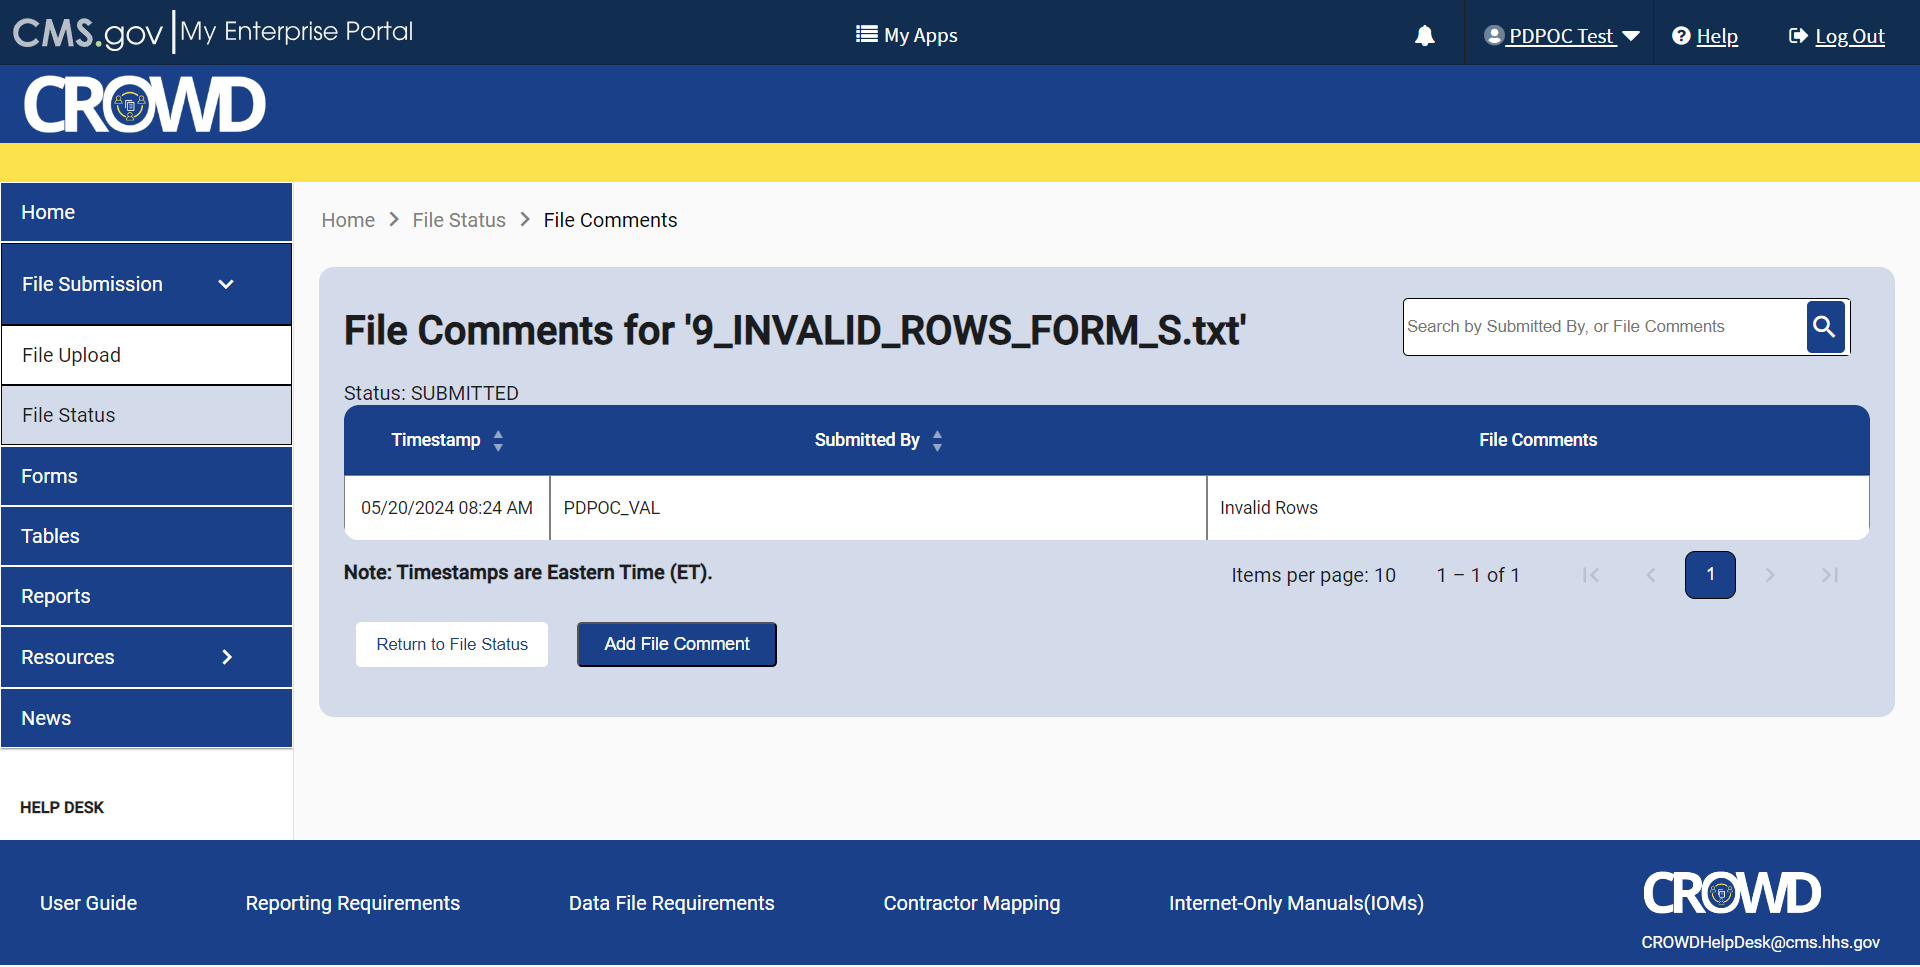 CMS.gov My Enterprise Portal
My Apps
PDPOC Test
Help
Log Out
CROWD
Home
File Submission
File Upload
File Status
Forms
Tables
Reports
Resources
News
HELP DESK
Home > File Status > File Comments
File Comments for '9_INVALID_ROWS_FORM_S.txt'
Search by Submitted By, or File Comments
Status: SUBMITTED
Timestamp Submitted By File Comments
05/20/2024 08:24 AM PDPOC_VAL Invalid Rows
Note: Timestamps are Eastern Time (ET).
Items per page: 10 1 – 1 of 1 1
Return to File Status Add File Comment
User Guide Reporting Requirements Data File Requirements Contractor Mapping Internet-Only Manuals(IOMs)
CROWD
CROWDHelpDesk@cms.hhs.gov